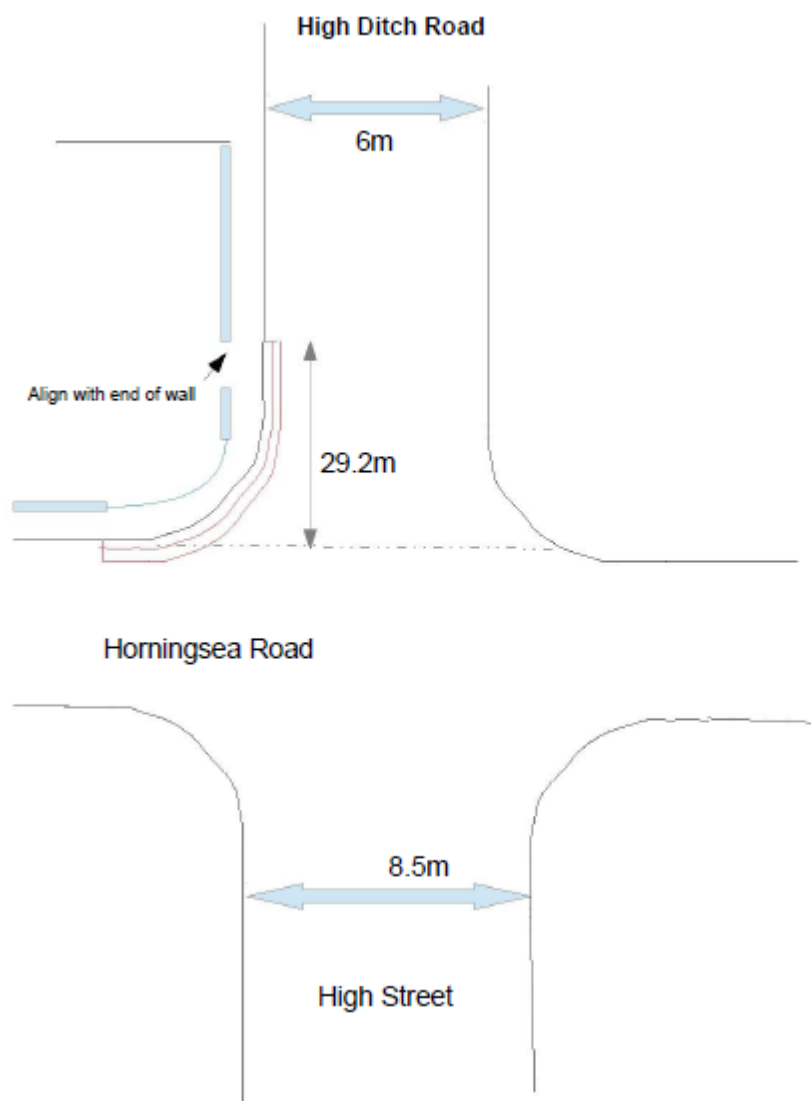 High Ditch Road
6m
Align with end of wall
29.2m
Horningsea Road
8.5m
High Street